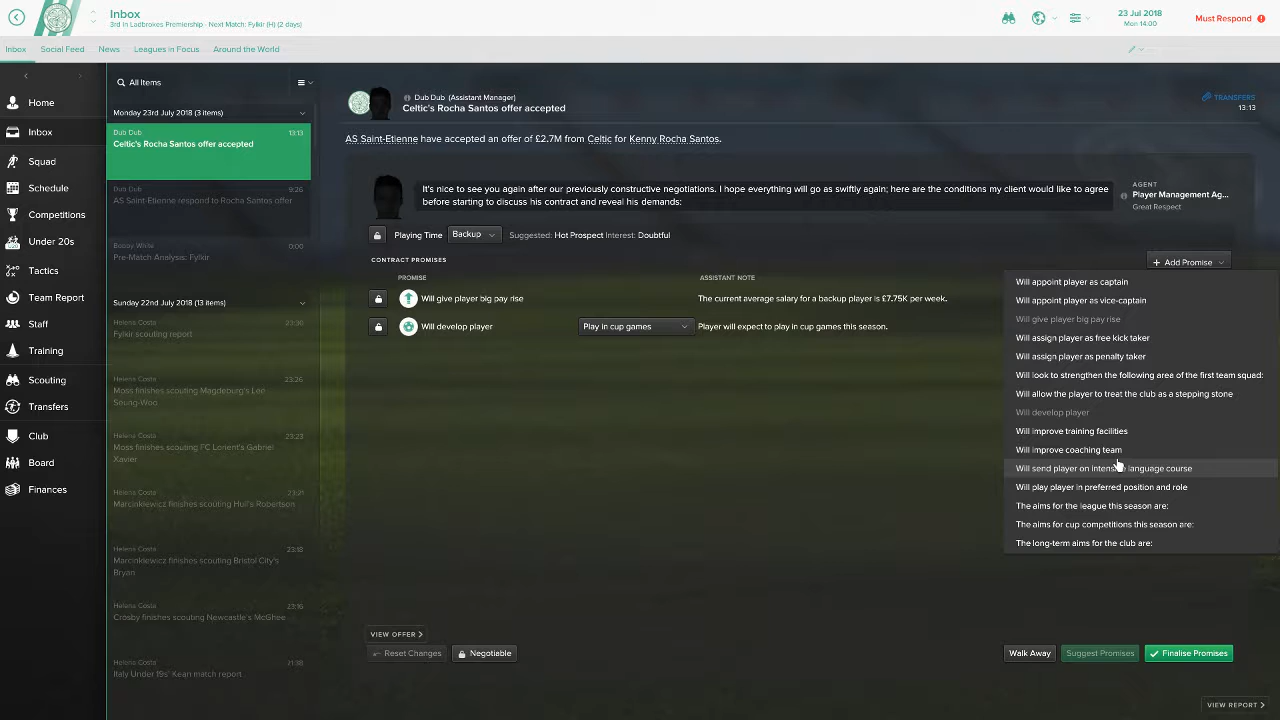 Inbox
3rd in Ladbrokes Premiership - Next Match: Fylkir (H) (2 days)
23 Jul 2018
Mon 14:00
Must Respond
Inbox Social Feed News Leagues in Focus Around the World
Home
Inbox
Squad
Schedule
Competitions
Under 20s
Tactics
Team Report
Staff
Training
Scouting
Transfers
Club
Board
Finances
All Items
Monday 23rd July 2018 (3 items)
Dub Dub 13:13
Celtic's Rocha Santos offer accepted
Dub Dub 9:26
AS Saint-Etienne respond to Rocha Santos offer
Bobby White 0:00
Pre-Match Analysis: Fylkir
Sunday 22nd July 2018 (13 items)
Helena Costa 23:30
Fylkir scouting report
Helena Costa 23:26
Moss finishes scouting Magdeburg's Lee
Seung-Woo
Helena Costa 23:23
Moss finishes scouting FC Lorient's Gabriel
Xavier
Helena Costa 23:21
Marcinkiewicz finishes scouting Hull's Robertson
Helena Costa 23:18
Marcinkiewicz finishes scouting Bristol City's
Bryan
Helena Costa 23:16
Crosby finishes scouting Newcastle's McGhee
Helena Costa 21:38
Italy Under 19s' Kean match report
Dub Dub (Assistant Manager)
Celtic's Rocha Santos offer accepted
TRANSFERS
13:13
AS Saint-Etienne have accepted an offer of £2.7M from Celtic for Kenny Rocha Santos.
It's nice to see you again after our previously constructive negotiations. I hope everything will go as swiftly again; here are the conditions my client would like to agree
before starting to discuss his contract or reveal his demands:
AGENT
Player Management Ag...
Great Respect
Playing Time Backup Suggested: Hot Prospect Interest: Doubtful
CONTRACT PROMISES
Add Promise
PROMISE ASSISTANT NOTE
Will give player big pay rise The current average salary for a backup player is £7.75K per week.
Will develop player Play in cup games Player will expect to play in cup games this season.
Will appoint player as captain
Will appoint player as vice-captain
Will give player big pay rise
Will assign player as free kick taker
Will assign player as penalty taker
Will look to strengthen the following area of the first team squad:
Will allow the player to treat the club as a stepping stone
Will develop player
Will improve training facilities
Will improve coaching team
Will send player on intensive language course
Will play player in preferred position and role
The aims for the league this season are:
The aims for cup competitions this season are:
The long-term aims for the club are:
VIEW OFFER
Reset Changes Negotiable Walk Away Suggest Promises Finalise Promises
VIEW REPORT